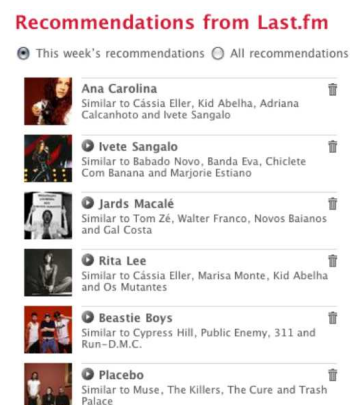 Recommendations from Last.fm
This week's recommendations All recommendations
Ana Carolina
Similar to Cássia Eller, Kid Abelha, Adriana
Calcanhoto and Ivete Sangalo
Ivete Sangalo
Similar to Babado Novo, Banda Eva, Chiclete
Com Banana and Marjorie Estiano
Jards Macalé
Similar to Tom Zé, Walter Franco, Novos Baianos
and Gal Costa
Rita Lee
Similar to Cássia Eller, Marisa Monte, Kid Abelha
and Os Mutantes
Beastie Boys
Similar to Cypress Hill, Public Enemy, 311 and
Run-D.M.C.
Placebo
Similar to Muse, The Killers, The Cure and Trash
Palace